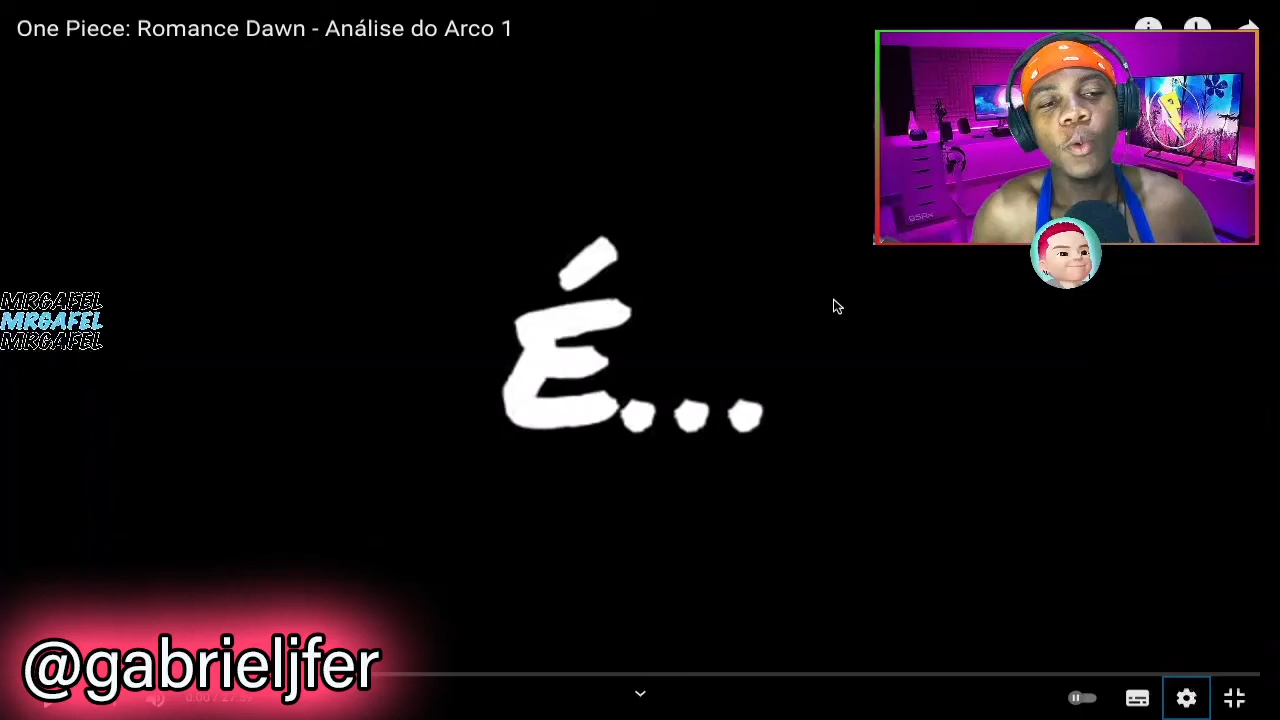 One Piece: Romance Dawn - Análise do Arco 1
É...
MRGAFEL
MRGAFEL
MRGAFEL
@gabrieljfer